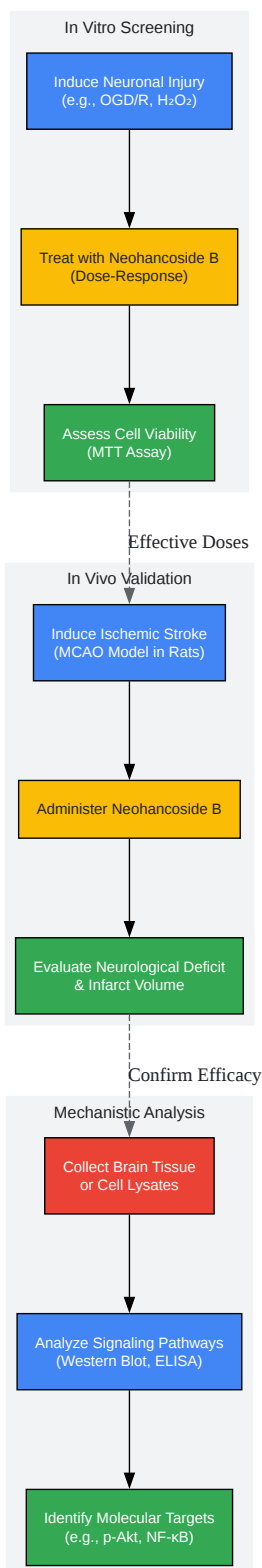 In Vitro Screening
Induce Neuronal Injury
(e.g., OGD/R, H₂O₂)
Treat with Neohancoside B
(Dose-Response)
Assess Cell Viability
(MTT Assay)
Effective Doses
In Vivo Validation
Induce Ischemic Stroke
(MCAO Model in Rats)
Administer Neohancoside B
Evaluate Neurological Deficit
& Infarct Volume
Confirm Efficacy
Mechanistic Analysis
Collect Brain Tissue
or Cell Lysates
Analyze Signaling Pathways
(Western Blot, ELISA)
Identify Molecular Targets
(e.g., p-Akt, NF-κB)